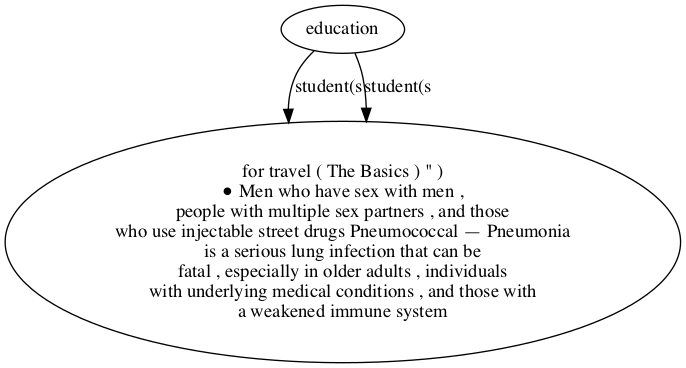 education
student(s student(s
for travel ( The Basics ) " )
● Men who have sex with men ,
people with multiple sex partners , and those
who use injectable street drugs Pneumococcal — Pneumonia
is a serious lung infection that can be
fatal , especially in older adults , individuals
with underlying medical conditions , and those with
a weakened immune system